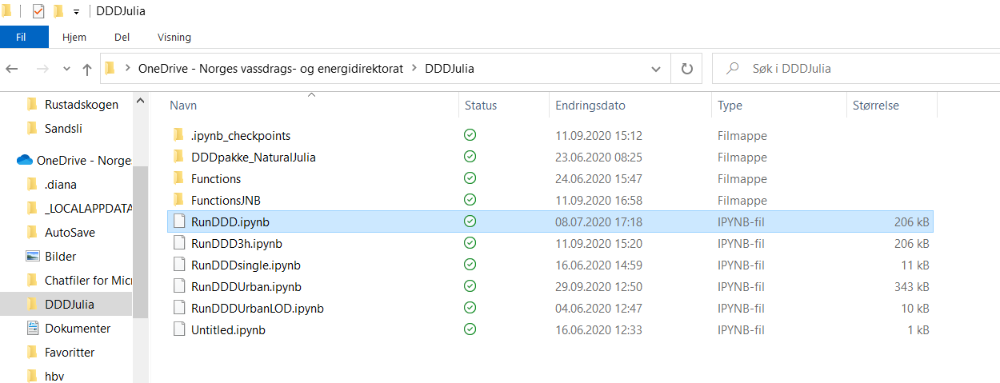 DDDJulia
Fil Hjem Del Visning
OneDrive - Norges vassdrags- og energidirektorat DDDJulia Søk i DDDJulia
Rustadskogen
Sandsli
OneDrive - Norge
.diana
_LOCALAPPDATA
AutoSave
Bilder
Chatfiler for Micr
DDDJulia
Dokumenter
Favoritter
hbv
Navn Status Endringsdato Type Størrelse
.ipynb_checkpoints 11.09.2020 15:12 Filmappe
DDDpakke_NaturalJulia 23.06.2020 08:25 Filmappe
Functions 24.06.2020 15:47 Filmappe
FunctionsJNB 11.09.2020 16:58 Filmappe
RunDDD.ipynb 08.07.2020 17:18 IPYNB-fil 206 kB
RunDDD3h.ipynb 11.09.2020 15:20 IPYNB-fil 206 kB
RunDDDsingle.ipynb 16.06.2020 14:59 IPYNB-fil 11 kB
RunDDDUrban.ipynb 29.09.2020 12:50 IPYNB-fil 343 kB
RunDDDUrbanLOD.ipynb 04.06.2020 12:47 IPYNB-fil 10 kB
Untitled.ipynb 16.06.2020 12:33 IPYNB-fil 1 kB